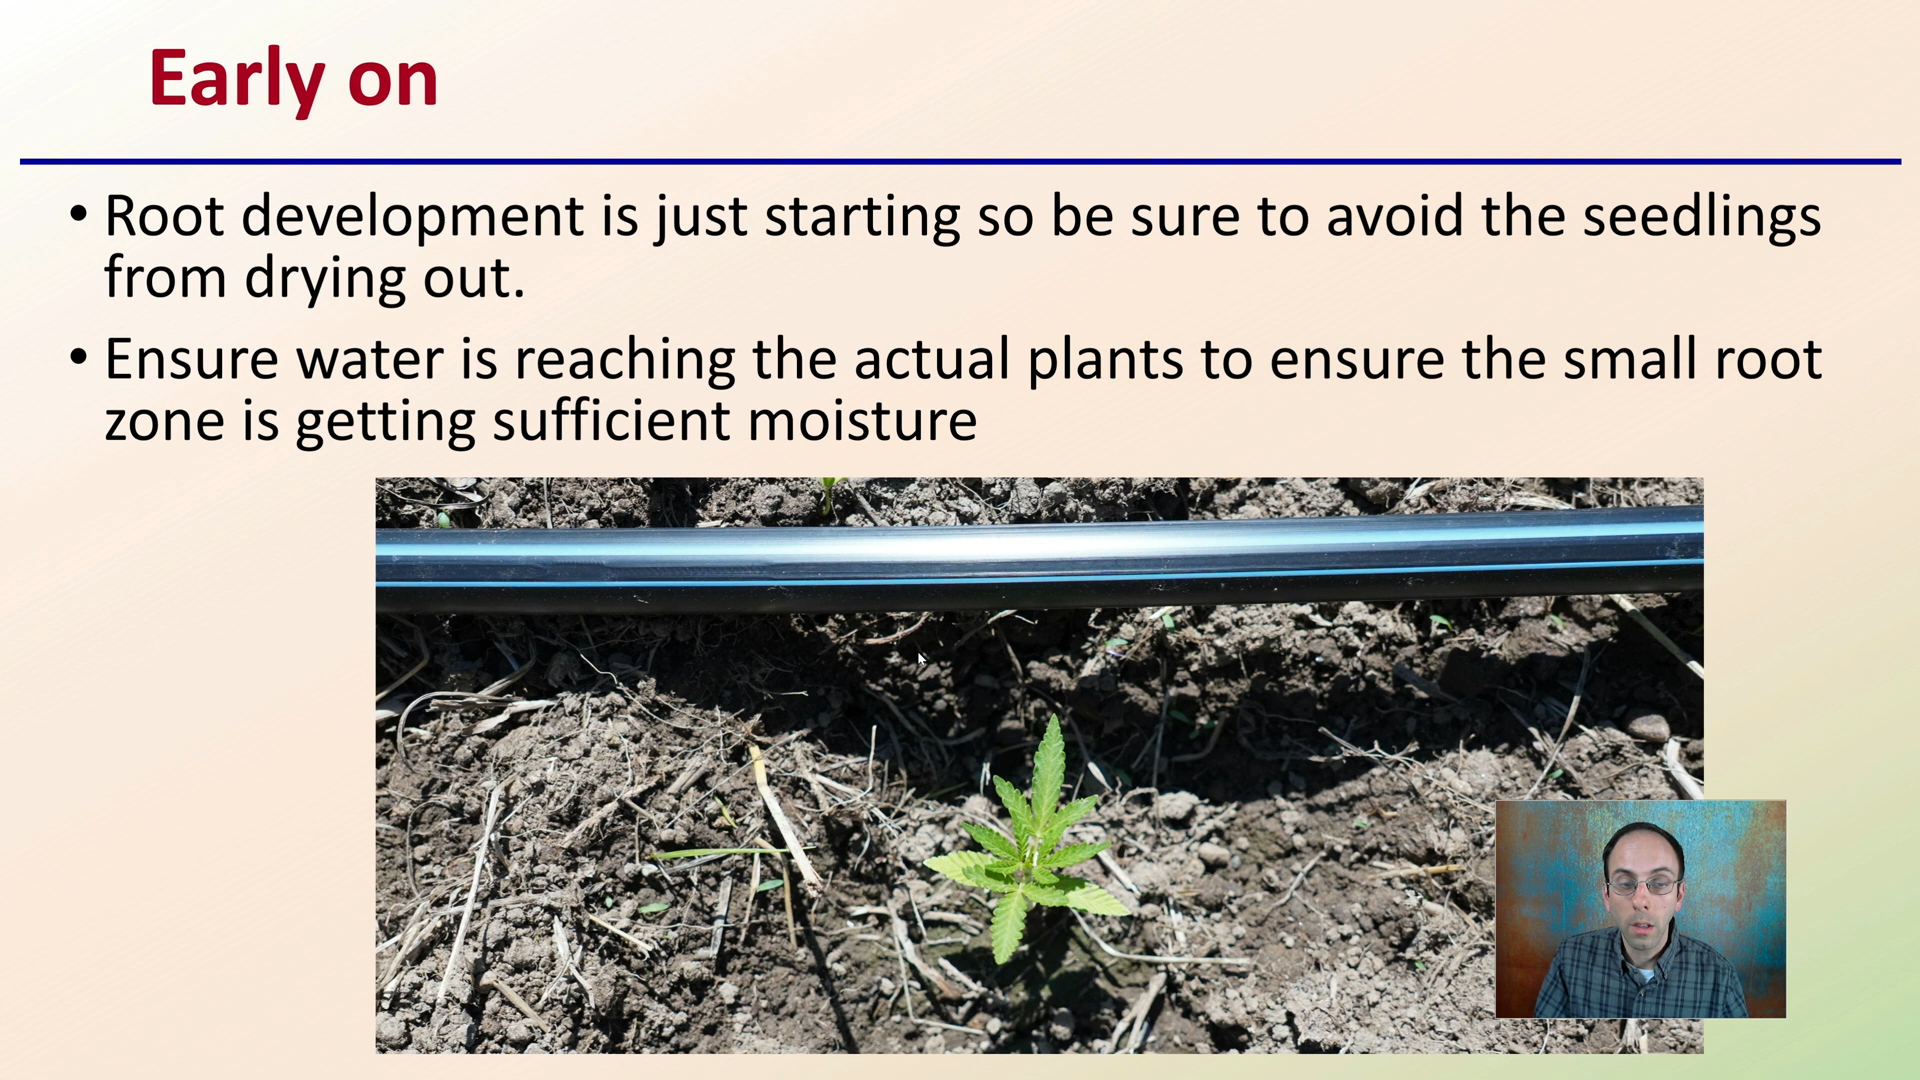 Early on
• Root development is just starting so be sure to avoid the seedlings
from drying out.
• Ensure water is reaching the actual plants to ensure the small root
zone is getting sufficient moisture